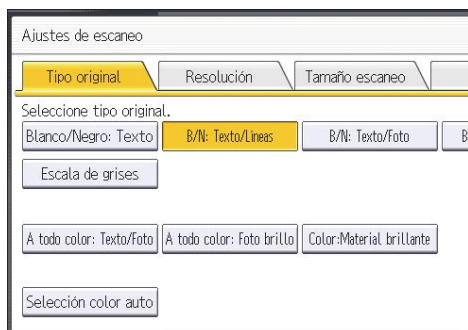 Ajustes de escaneo
Tipo original Resolución Tamaño escaneo
Seleccione tipo original.
Blanco/Negro: Texto B/N: Texto/Lineas B/N: Texto/Foto B
Escala de grises
A todo color: Texto/Foto A todo color: Foto brillo Color:Material brillante
Selección color auto